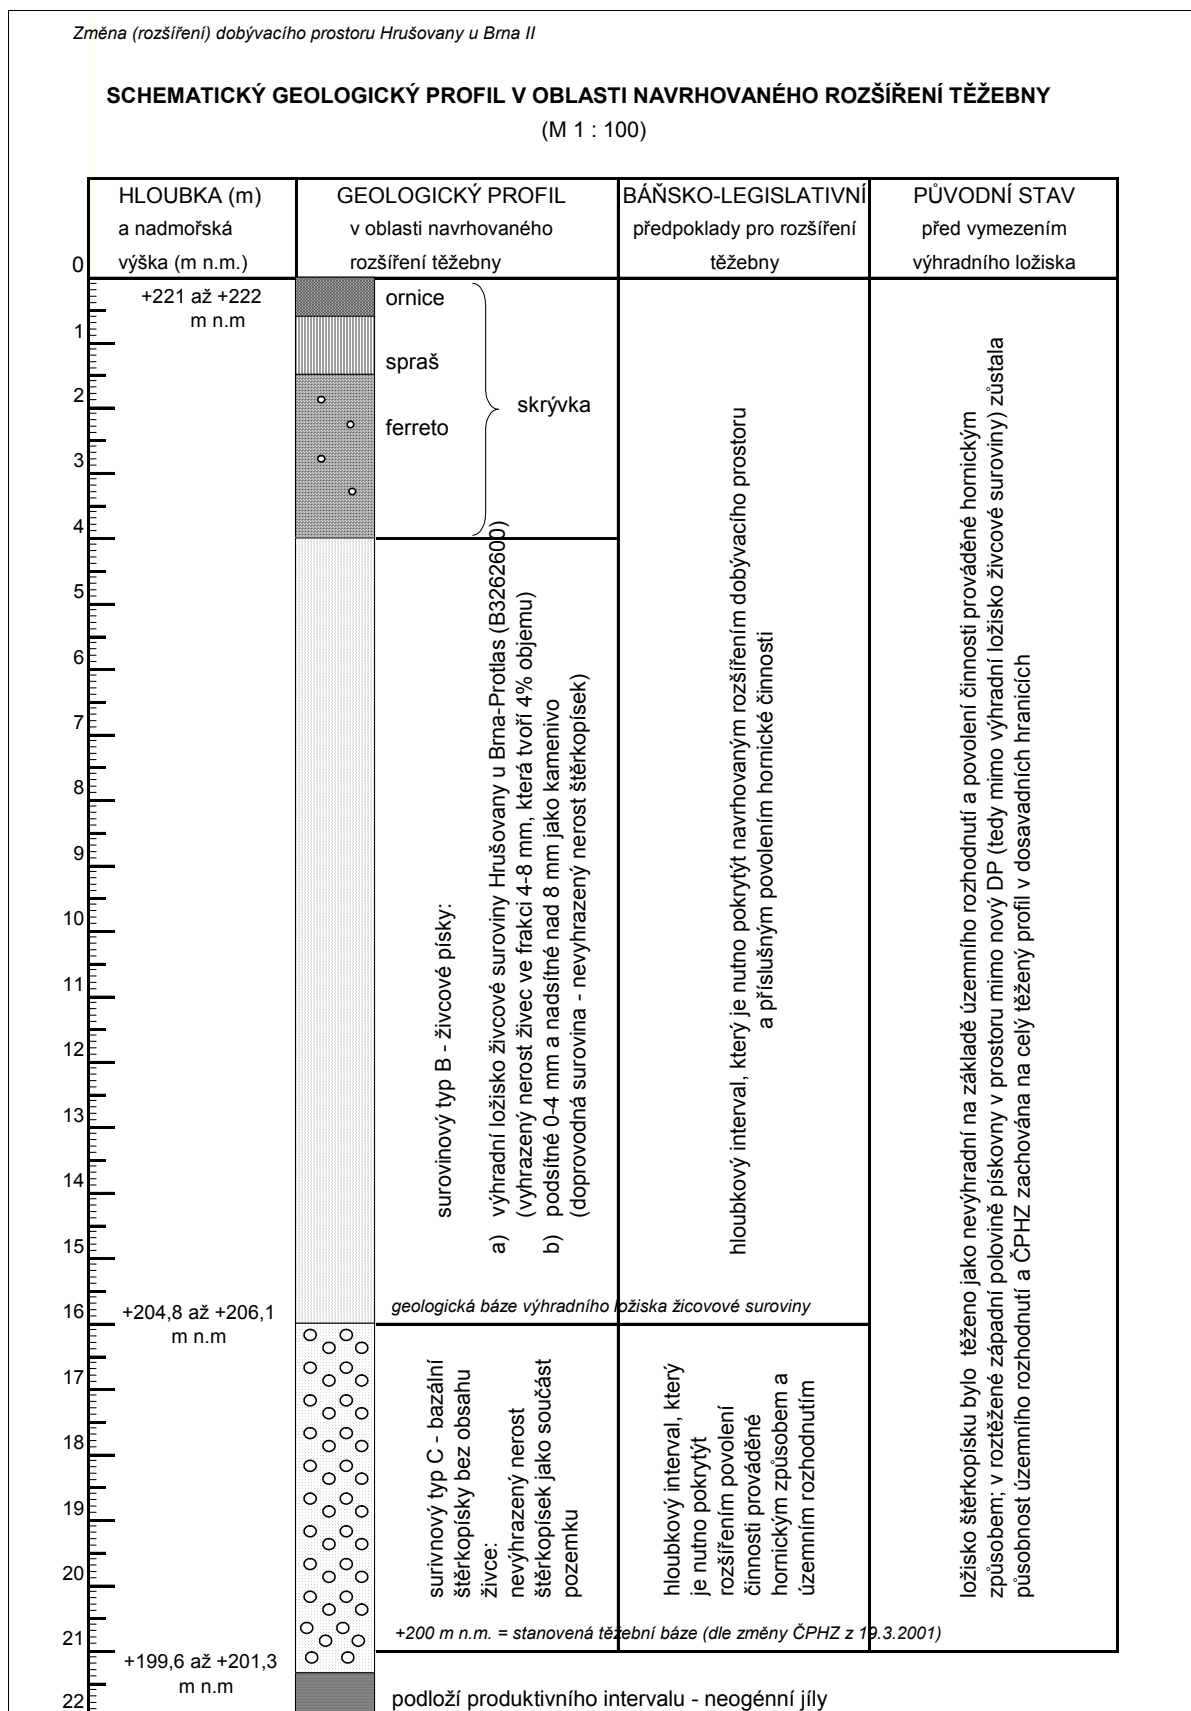 Změna (rozšíření) dobývacího prostoru Hrušovany u Brna II
SCHEMATICKÝ GEOLOGICKÝ PROFIL V OBLASTI NAVRHOVANÉHO ROZŠÍŘENÍ TĚŽEBNY
(M 1 : 100)
HLOUBKA (m)
a nadmořská
výška (m n.m.)
GEOLOGICKÝ PROFIL
v oblasti navrhovaného
rozšíření těžebny
BÁŇSKO-LEGISLATIVNÍ
předpoklady pro rozšíření
těžebny
PŮVODNÍ STAV
před vymezením
výhradního ložiska
0
1
2
3
4
5
6
7
8
9
10
11
12
13
14
15
16
17
18
19
20
21
22
+221 až +222
m n.m
+204,8 až +206,1
m n.m
+199,6 až +201,3
m n.m
ornice
spraš
ferreto
skrývka
surovinový typ B - živcové písky:
a) výhradní ložisko živcové suroviny Hrušovany u Brna-Protlas (B3262600)
(vyhrazený nerost živec ve frakci 4-8 mm, která tvoří 4% objemu)
b) podsítné 0-4 mm a nadsítné nad 8 mm jako kamenivo
(doprovodná surovina - nevyhrazený nerost štěrkopísek)
geologická báze výhradního ložiska žicovové suroviny
surivnový typ C - bazální
štěrkopísky bez obsahu
živce:
nevýhrazený nerost
štěrkopísek jako součást
pozemku
+200 m n.m. = stanovená těžební báze (dle změny ČPHZ z 19.3.2001)
podloží produktivního intervalu - neogénní jíly
hloubkový interval, který je nutno pokrytýt navrhovaným rozšířením dobývacího prostoru
a příslušným povolením hornické činnosti
hloubkový interval, který
je nutno pokrytýt
rozšířením povolení
činnosti prováděné
hornickým způsobem a
územním rozhodnutím
ložisko štěrkopísku bylo těženo jako nevýhradní na základě územního rozhodnutí a povolení činnosti prováděné hornickým
způsobem; v roztěžené západní polovině pískovny v prostoru mimo nový DP (tedy mimo výhradní ložisko živcové suroviny) zůstala
působnost územního rozhodnutí a ČPHZ zachována na celý těžený profil v dosavadních hranicích